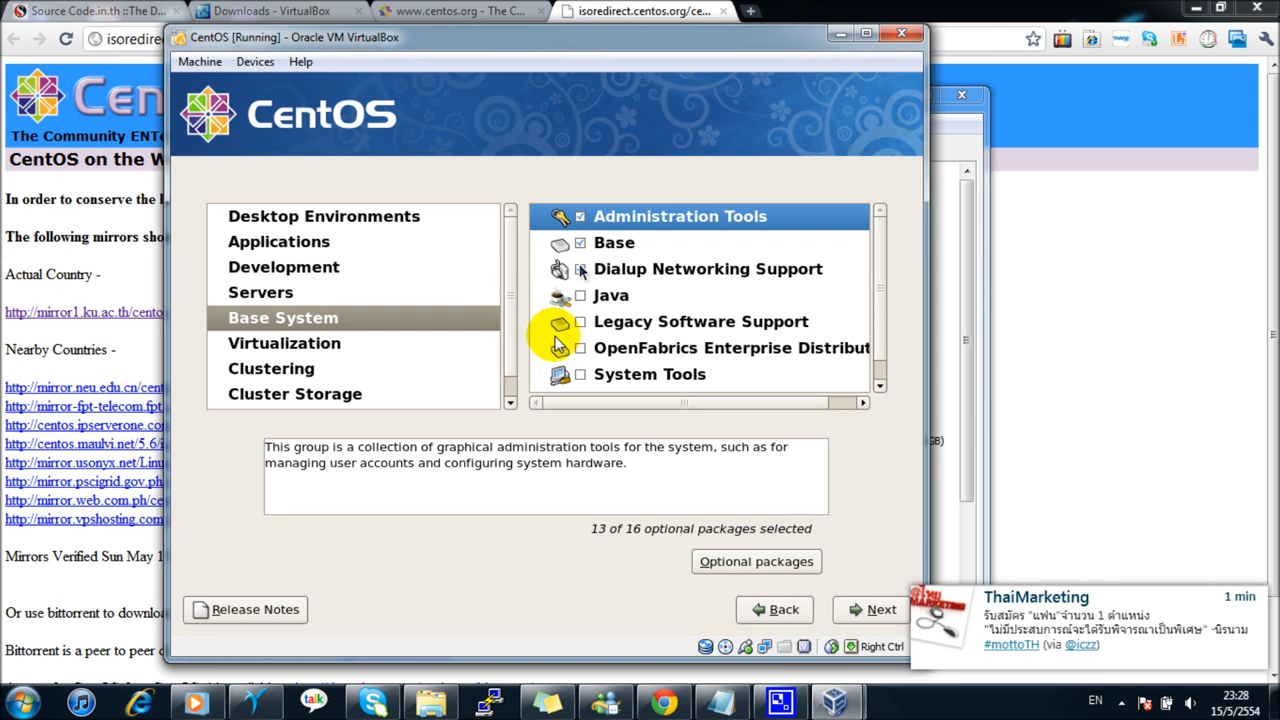 Source Code.in.th ::The D...
Downloads - VirtualBox
www.centos.org - The C...
isoredirect.centos.org/ce...
isoredire
CentOS [Running] - Oracle VM VirtualBox
Machine Devices Help
CentOS
Cent
The Community ENTe
CentOS on the W
In order to conserve the l
The following mirrors sho
Actual Country -
http://mirror1.ku.ac.th/cento
Nearby Countries -
http://mirror.neu.edu.cn/cent
http://mirror-fpt-telecom.fpt.
http://centos.ipserverone.co
http://centos.maulvi.net/5.6/i
http://mirror.usonyx.net/Linu
http://mirror.pscigrid.gov.ph
http://mirror.web.com.ph/ce
http://mirror.vpshosting.com
Mirrors Verified Sun May 1
Or use bittorrent to downloa
Bittorrent is a peer to peer c
Desktop Environments
Applications
Development
Servers
Base System
Virtualization
Clustering
Cluster Storage
Administration Tools
Base
Dialup Networking Support
Java
Legacy Software Support
OpenFabrics Enterprise Distribut
System Tools
This group is a collection of graphical administration tools for the system, such as for
managing user accounts and configuring system hardware.
13 of 16 optional packages selected
Optional packages
Release Notes
Back
Next
Right Ctrl
GB)
ThaiMarketing 1 min
รับสมัคร "แฟน"จำนวน 1 ตำแหน่ง
"ไม่มีประสบการณ์จะได้รับพิจารณาเป็นพิเศษ" -นิรนาม
#mottoTH (via @iczz)
talk
EN
23:28
15/5/2554